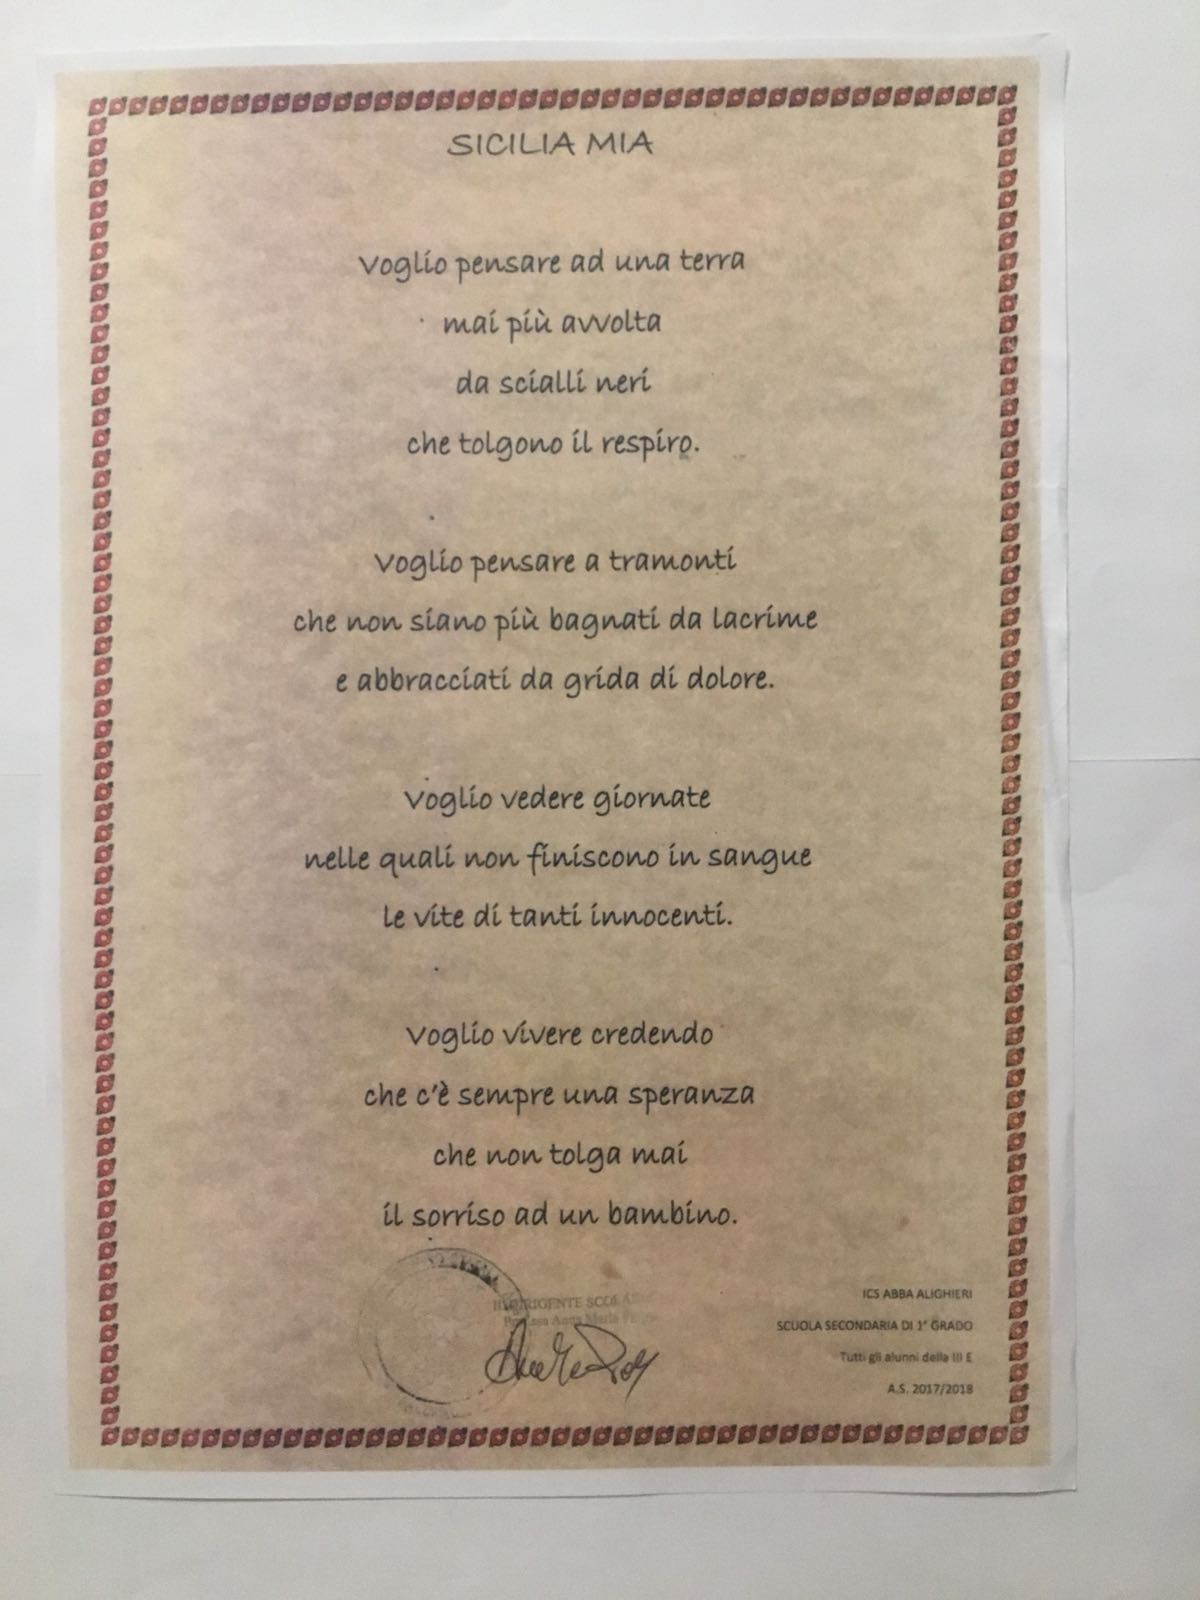 SICILIA MIA
Voglio pensare ad una terra
mai più avvolta
da scialli neri
che tolgono il respiro.
Voglio pensare a tramonti
che non siano più bagnati da lacrime
e abbracciati da grida di dolore.
Voglio vedere giornate
nelle quali non finiscono in sangue
le vite di tanti innocenti.
Voglio vivere credendo
che c'è sempre una speranza
che non tolga mai
il sorriso ad un bambino.
DIRIGENTE
Anna Maria
ICS ABBA ALIGHIERI
SCUOLA SECONDARIA DI 1° GRADO
Tutti gli alunni della III E
A.S. 2017/2018